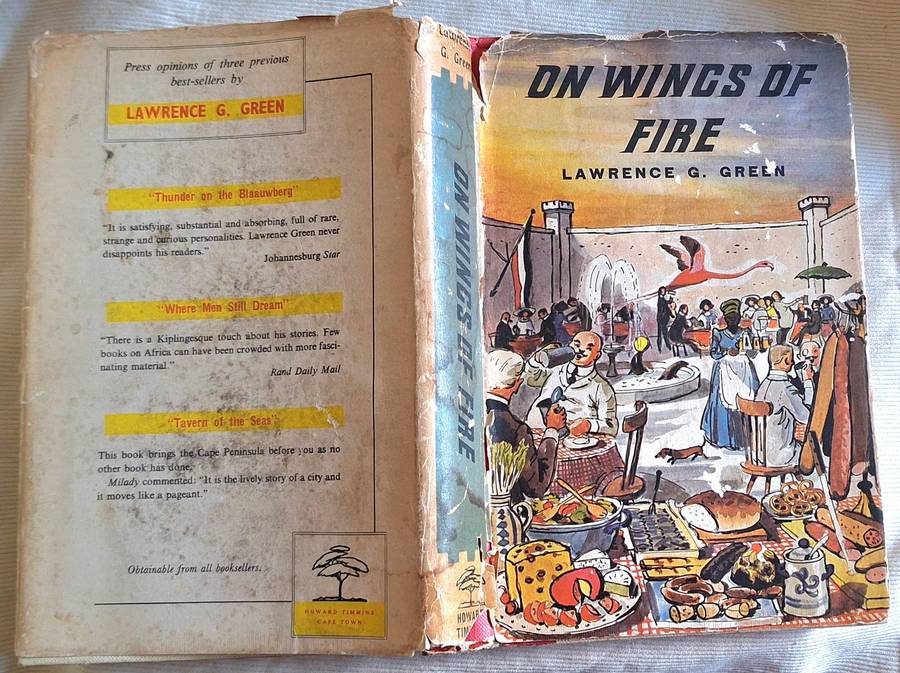 Press opinions of three previous
best-sellers by
LAWRENCE G. GREEN
"Thunder on the Blaauwberg"
"It is satisfying, substantial and absorbing, full of rare,
strange and curious personalities. Lawrence Green never
disappoints his readers."
Johannesburg Star
"Where Men Still Dream"
"There is a Kiplingesque touch about his stories. Few
books on Africa can have been crowded with more fasci-
nating material."
Rand Daily Mail
"Tavern of the Seas"
This book brings the Cape Peninsula before you as no
other book has done.
Milady commented: "It is the lively story of a city and
it moves like a pageant."
Obtainable from all booksellers.
HOWARD TIMMINS
CAPE TOWN
Lawrence
G. Green
ON WINGS OF FIRE
HOWARD
TIMMINS
ON WINGS OF
FIRE
LAWRENCE G. GREEN